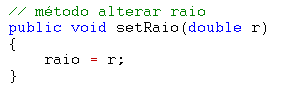 // método alterar raio
public void setRaio(double r)
{
    raio = r;
}